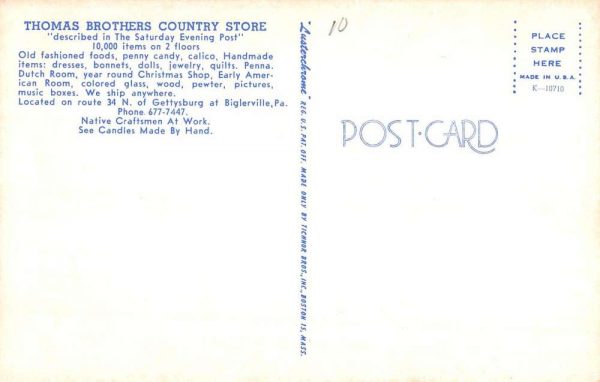 THOMAS BROTHERS COUNTRY STORE
"described in The Saturday Evening Post"
10,000 items on 2 floors
Old fashioned foods, penny candy, calico, Handmade
items: dresses, bonnets, dolls, jewelry, quilts. Penna.
Dutch Room, year round Christmas Shop, Early Amer-
ican Room, colored glass, wood, pewter, pictures,
music boxes. We ship anywhere.
Located on route 34 N. of Gettysburg at Biglerville,Pa.
Phone 677-7447.
Native Craftsmen At Work.
See Candles Made By Hand.
"Lusterchrome" REG. U.S. PAT. OFF. MADE ONLY BY TICHNOR BROS., INC., BOSTON 15, MASS.
10
POST·CARD
PLACE
STAMP
HERE
MADE IN U.S.A.
K—10710